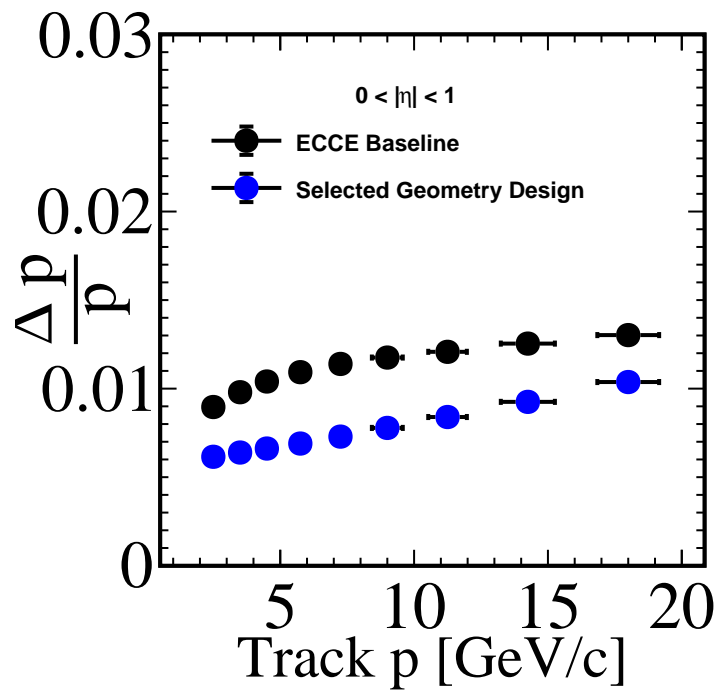 0.03
0 < |η| < 1
ECCE Baseline
Selected Geometry Design
0.02
Δ p
p
0.01
0
5 10 15 20
Track p [GeV/c]